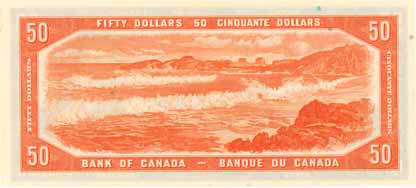 FIFTY DOLLARS 50 CINQUANTE DOLLARS
50
50
FIFTY DOLLARS
CINQUANTE DOLLARS
50
50
BANK OF CANADA — BANQUE DU CANADA